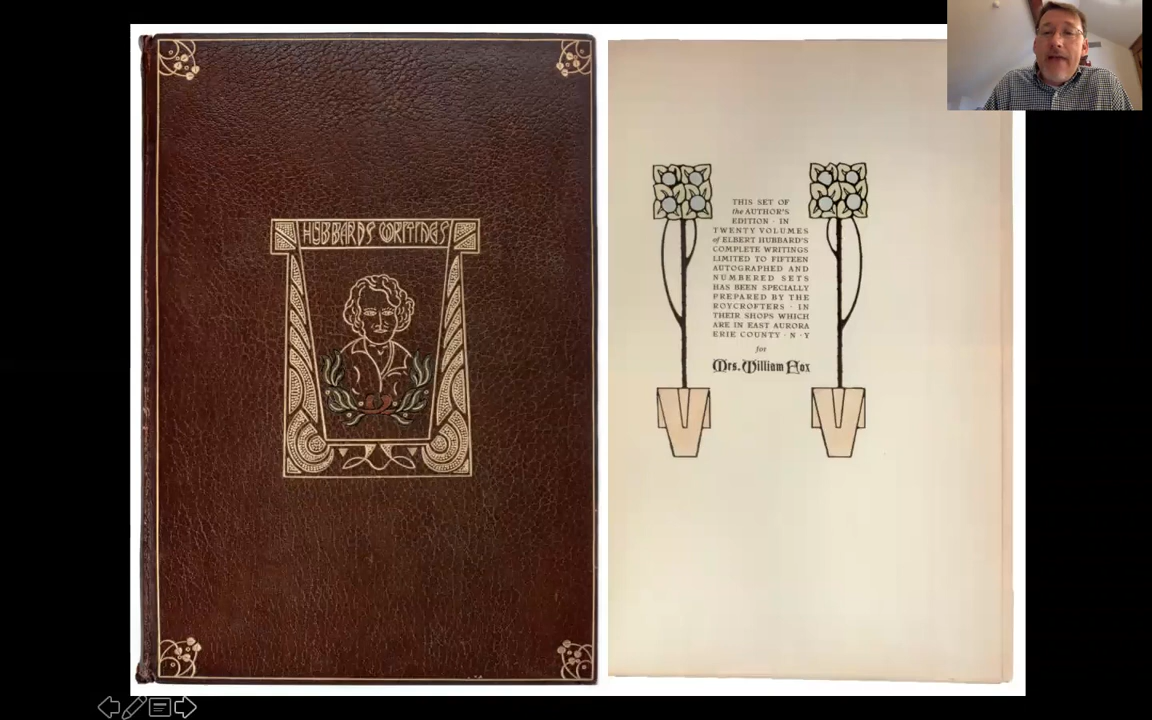 HUBBARDS WRITINGS
THIS SET OF
the AUTHOR'S
EDITION · IN
TWENTY VOLUMES
of ELBERT HUBBARD'S
COMPLETE WRITINGS
LIMITED TO FIFTEEN
AUTOGRAPHED AND
NUMBERED SETS
HAS BEEN SPECIALLY
PREPARED BY THE
ROYCROFTERS · IN
THEIR SHOPS WHICH
ARE IN EAST AURORA
ERIE COUNTY · N · Y
for
Mrs. William Fox